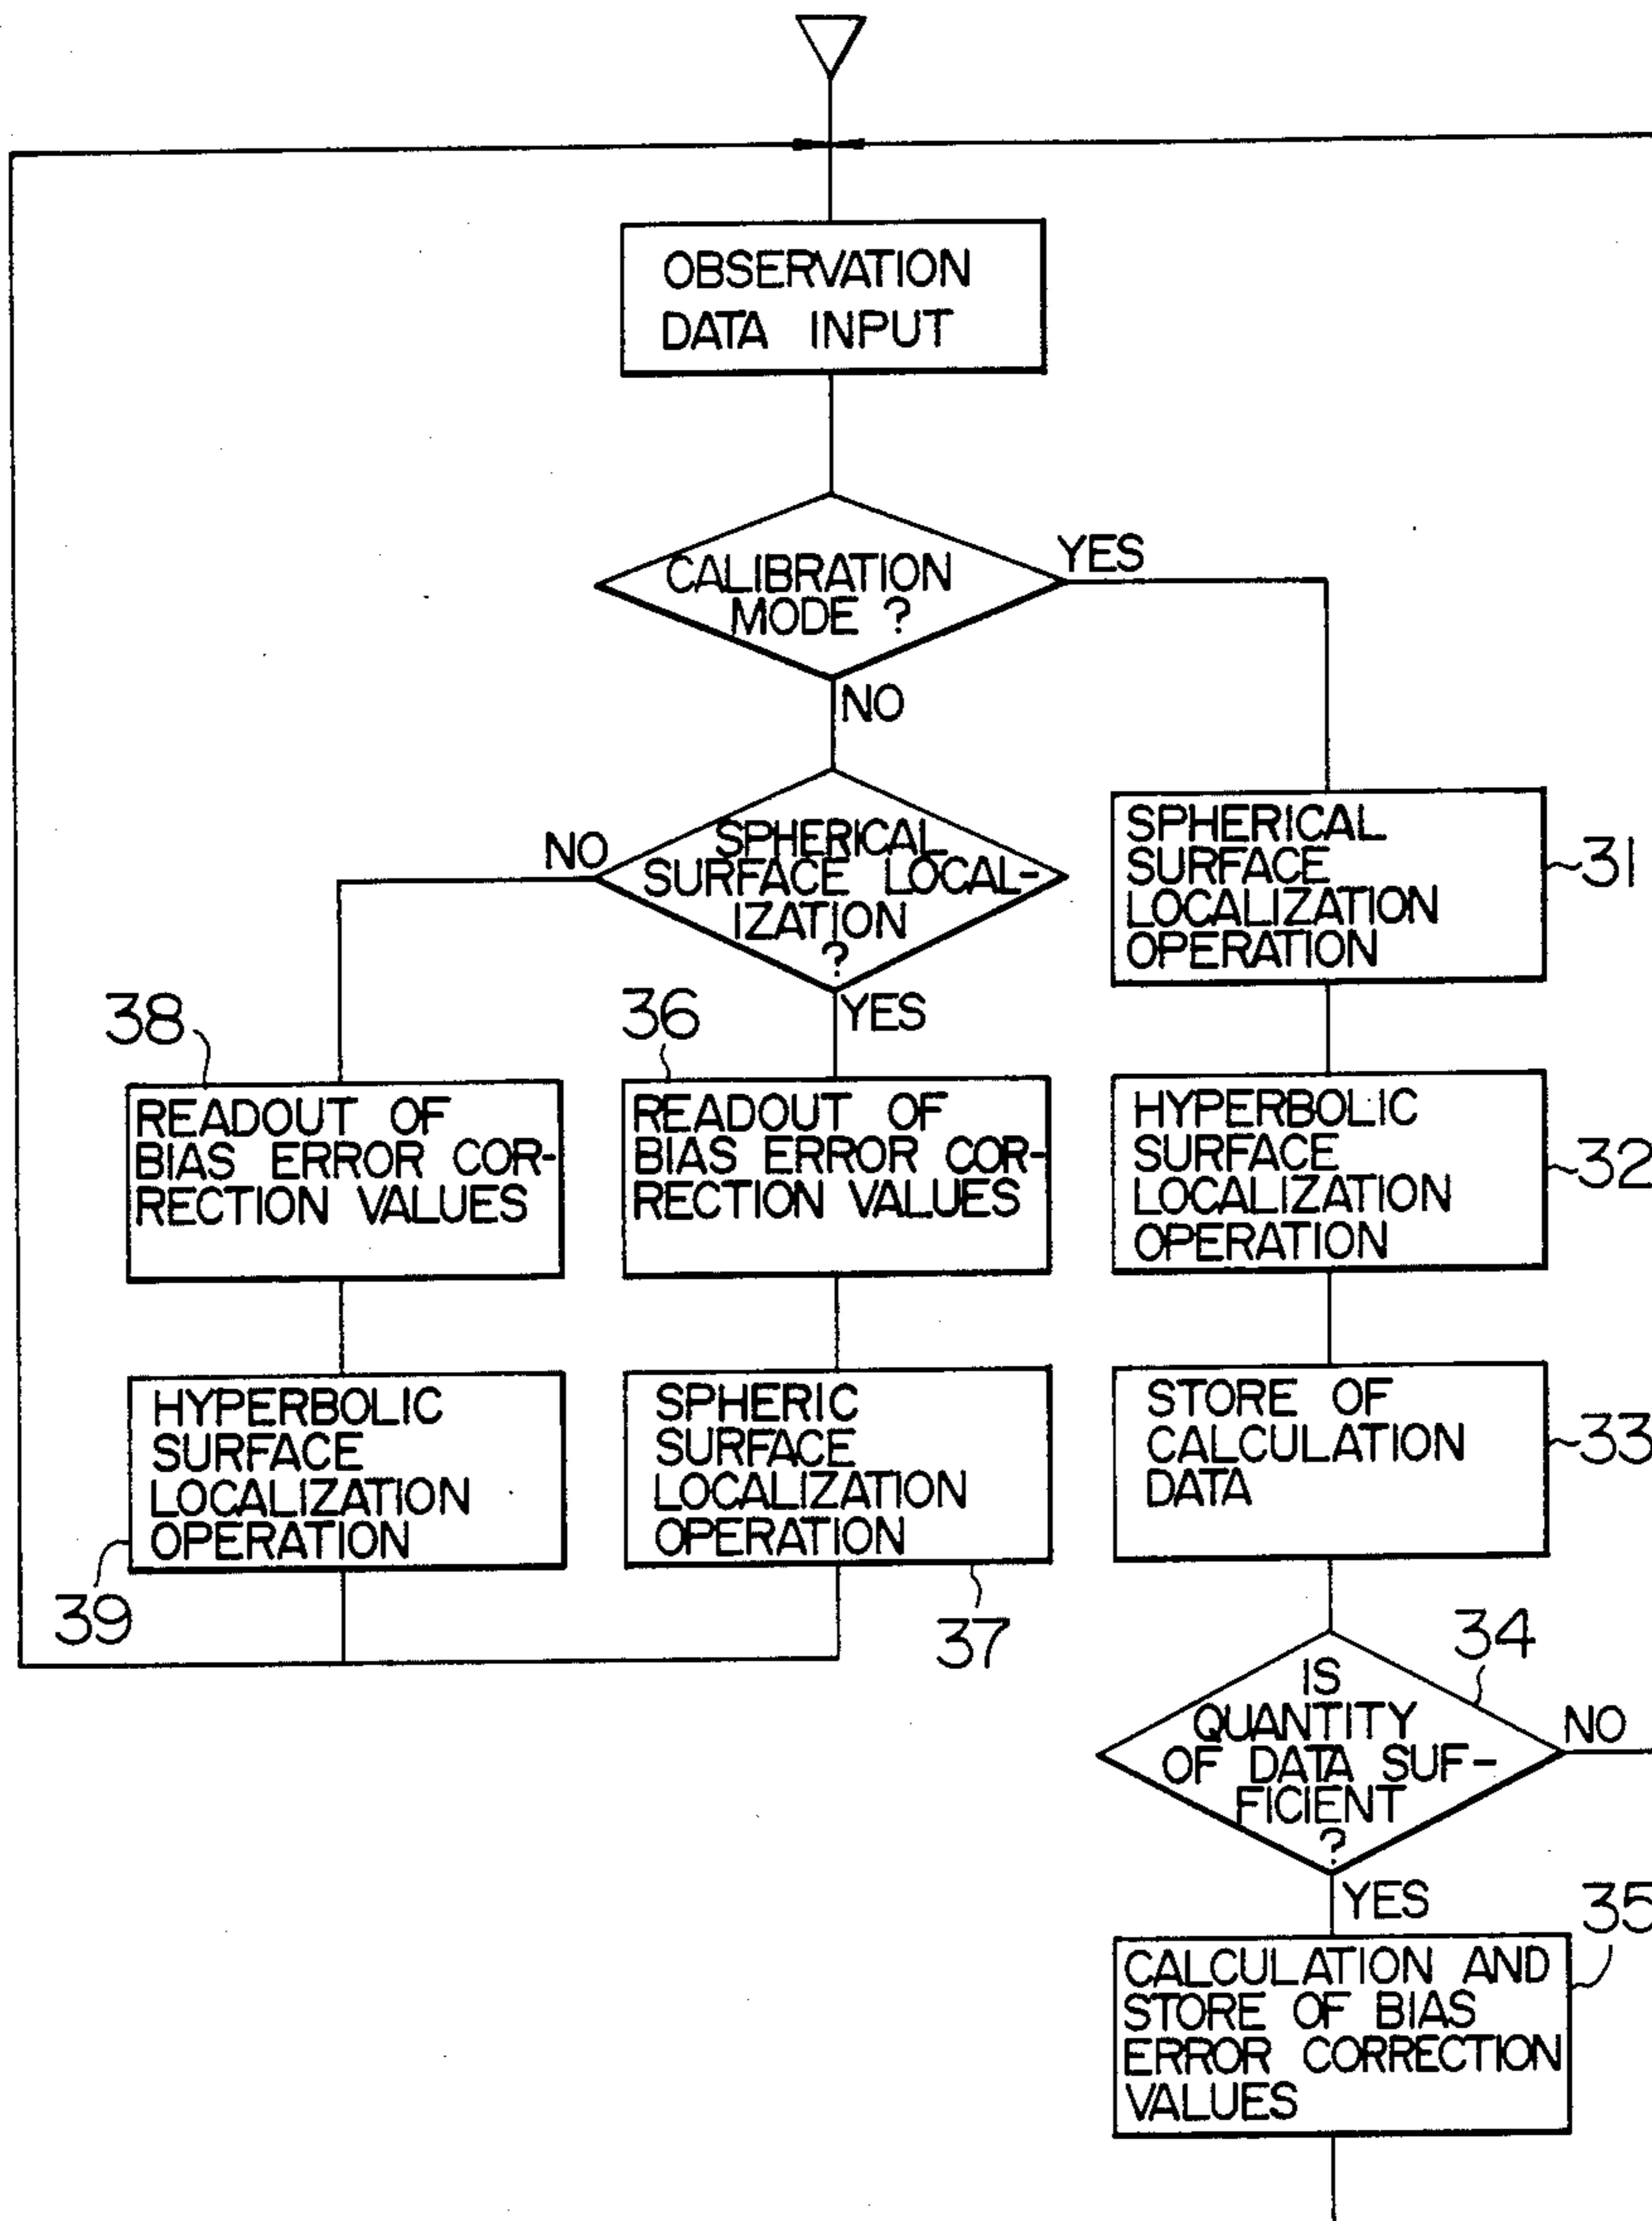 OBSERVATION
DATA INPUT
CALIBRATION
MODE ?
YES
NO
SPHERICAL
SURFACE LOCAL-
IZATION
?
NO
YES
SPHERICAL
SURFACE
LOCALIZATION
OPERATION
31
38
READOUT OF
BIAS ERROR COR-
RECTION VALUES
36
READOUT OF
BIAS ERROR COR-
RECTION VALUES
HYPERBOLIC
SURFACE
LOCALIZATION
OPERATION
32
HYPERBOLIC
SURFACE
LOCALIZATION
OPERATION
39
SPHERIC
SURFACE
LOCALIZATION
OPERATION
37
STORE OF
CALCULATION
DATA
33
34
IS
QUANTITY
OF DATA SUF-
FICIENT
?
NO
YES
35
CALCULATION AND
STORE OF BIAS
ERROR CORRECTION
VALUES